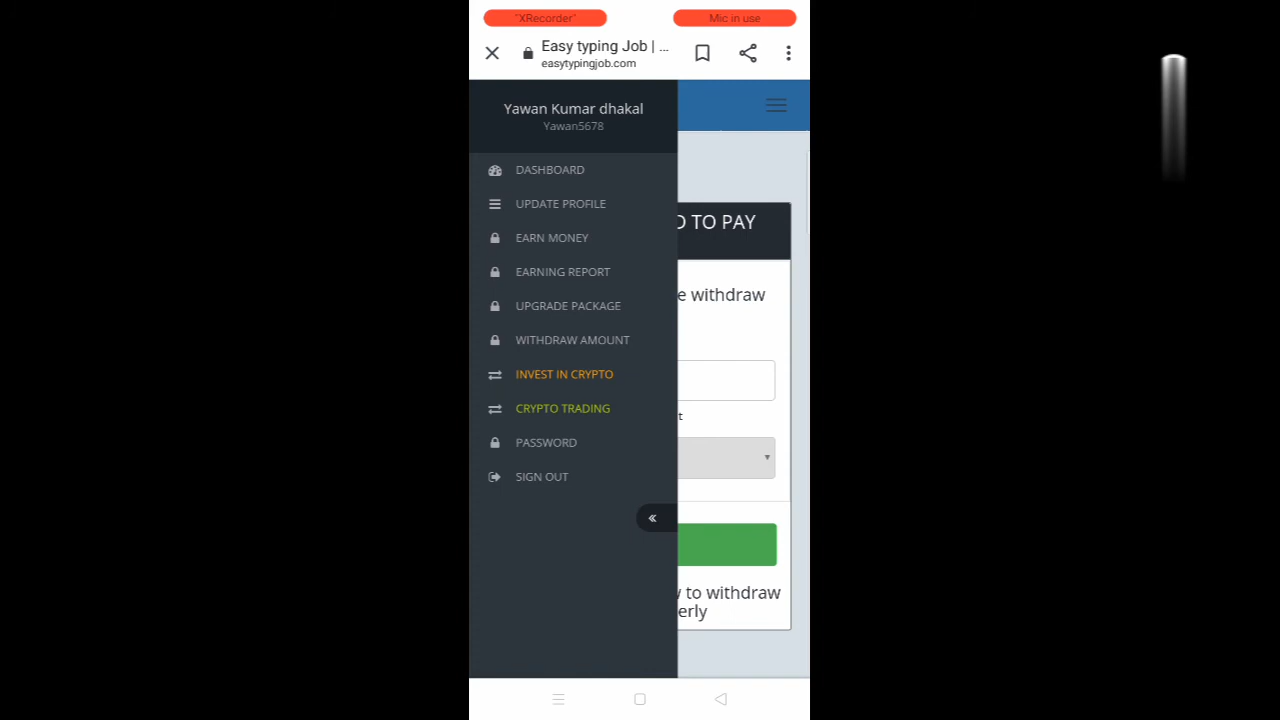 "XRecorder"
Mic in use
Easy typing Job | ...
easytypingjob.com
Yawan Kumar dhakal
Yawan5678
DASHBOARD
UPDATE PROFILE
EARN MONEY
EARNING REPORT
UPGRADE PACKAGE
WITHDRAW AMOUNT
INVEST IN CRYPTO
CRYPTO TRADING
PASSWORD
SIGN OUT
TO PAY
withdraw
to withdraw